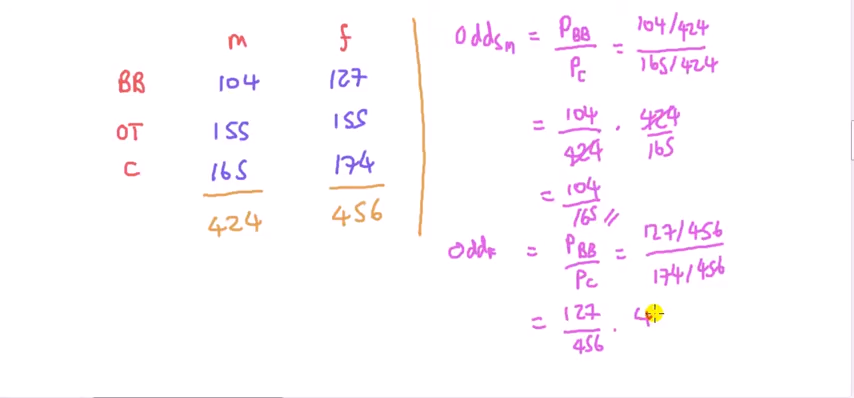 m f
BB 104 127
OT 155 155
C 165 174
424 456
Odds_m = P_BB / P_C = (104/424) / (165/424)
= 104/424 . 424/165
= 104/165 //
Odd_F = P_BB / P_C = (127/456) / (174/456)
= 127/456 . 4